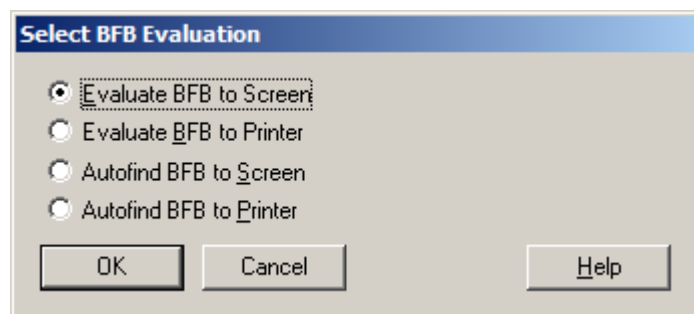 Select BFB Evaluation
Evaluate BFB to Screen
Evaluate BFB to Printer
Autofind BFB to Screen
Autofind BFB to Printer
OK Cancel Help